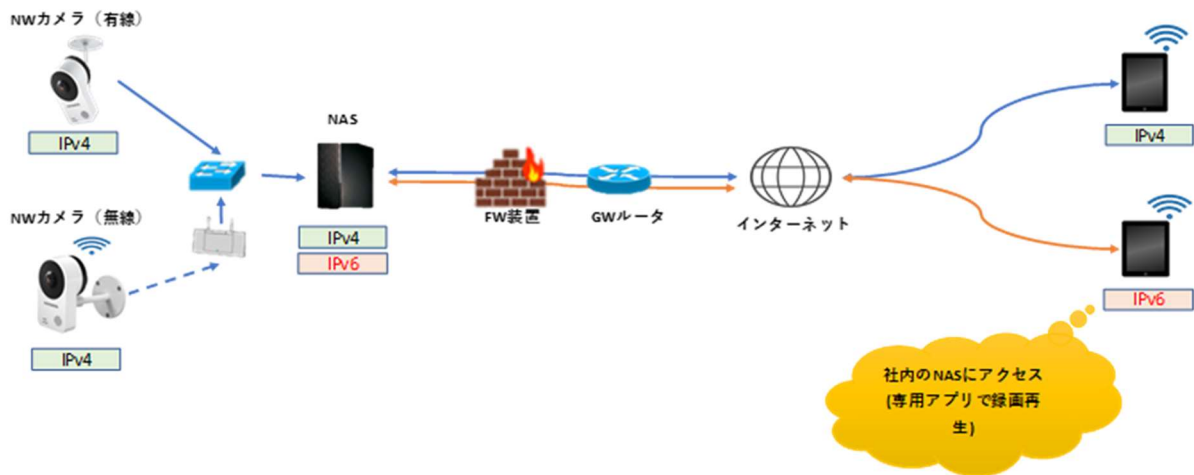 NWカメラ（有線）
IPv4
NWカメラ（無線）
IPv4
NAS
IPv4
IPv6
FW装置
GWルータ
インターネット
IPv4
IPv6
社内のNASにアクセス
(専用アプリで録画再
生)